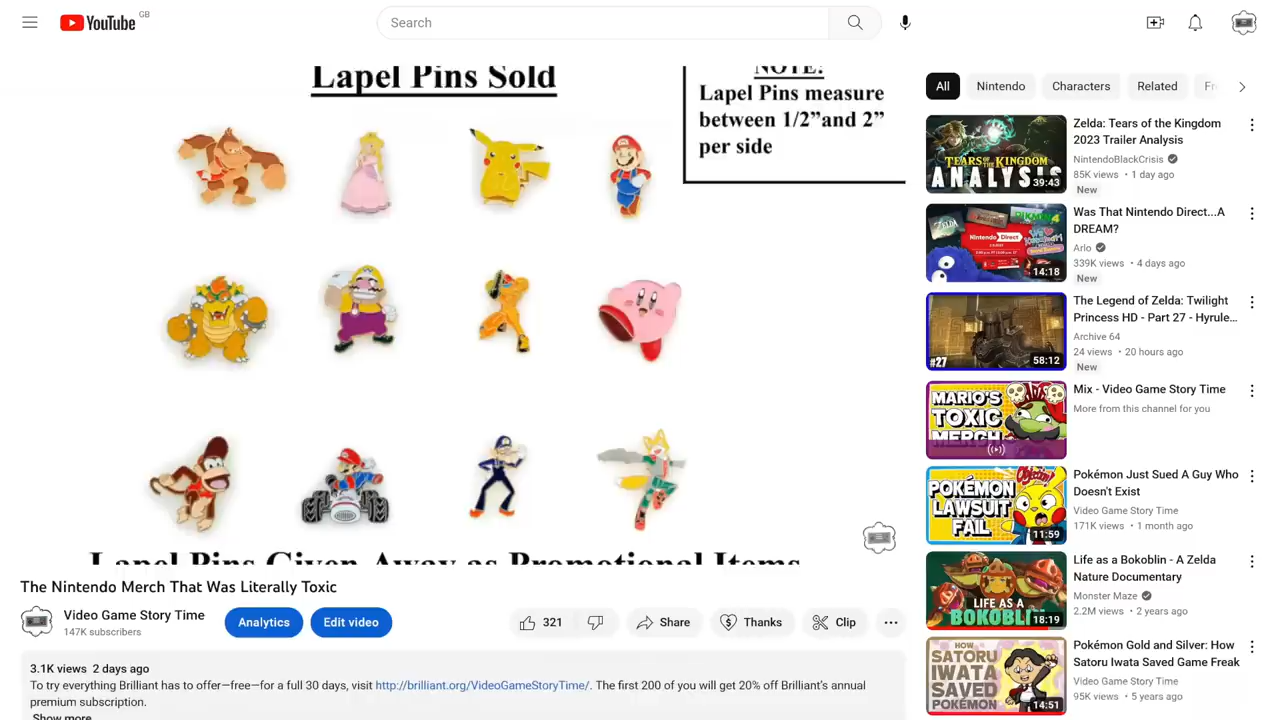 YouTube
GB
Search
Lapel Pins Sold
NOTE:
Lapel Pins measure
between 1/2”and 2”
per side
Lapel Pins Given Away as Promotional Items
The Nintendo Merch That Was Literally Toxic
Video Game Story Time
147K subscribers
Analytics
Edit video
321
Share
Thanks
Clip
3.1K views 2 days ago
To try everything Brilliant has to offer—free—for a full 30 days, visit http://brilliant.org/VideoGameStoryTime/. The first 200 of you will get 20% off Brilliant's annual
premium subscription.
Show more
All
Nintendo
Characters
Related
TEARS OF THE KINGDOM
ANALYSIS
39:43
Zelda: Tears of the Kingdom
2023 Trailer Analysis
NintendoBlackCrisis
85K views • 1 day ago
New
Nintendo Direct
14:18
Was That Nintendo Direct...A
DREAM?
Arlo
339K views • 4 days ago
New
#27
58:12
The Legend of Zelda: Twilight
Princess HD - Part 27 - Hyrule...
Archive 64
24 views • 20 hours ago
New
MARIO'S
TOXIC
MERCH
Mix - Video Game Story Time
More from this channel for you
POKÉMON
LAWSUIT
FAIL
Objection!
11:59
Pokémon Just Sued A Guy Who
Doesn't Exist
Video Game Story Time
171K views • 1 month ago
LIFE AS A
BOKOBLIN
18:19
Life as a Bokoblin - A Zelda
Nature Documentary
Monster Maze
2.2M views • 2 years ago
HOW
SATORU
IWATA
SAVED
POKÉMON
14:51
Pokémon Gold and Silver: How
Satoru Iwata Saved Game Freak
Video Game Story Time
95K views • 5 years ago